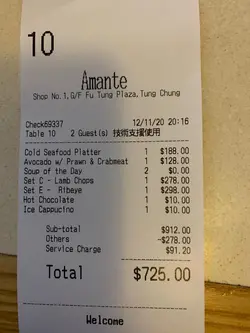 10
Amante
Shop No.1,G/F Fu Tung Plaza,Tung Chung
Check69337 12/11/20 20:16
Table 10 2 Guest(s) 技術支援使用
Cold Seafood Platter 1 $188.00
Avocado w/ Prawn & Crabmeat 1 $128.00
Soup of the Day 2 $0.00
Set C - Lamb Chops 1 $278.00
Set E - Ribeye 1 $298.00
Hot Chocolate 1 $10.00
Ice Cappucino 1 $10.00
Sub-total $912.00
Others -$278.00
Service Charge $91.20
Total $725.00
Welcome